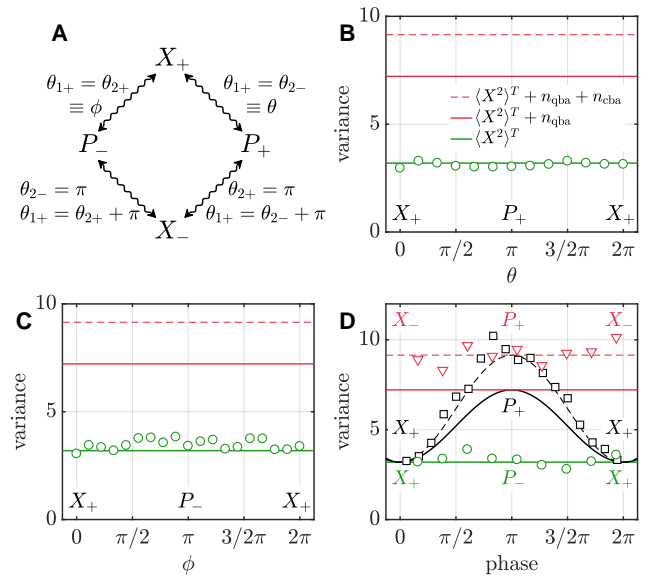 A
X₊
θ₁₊ = θ₂₊
≡ ϕ
θ₁₊ = θ₂₋
≡ θ
P₋
P₊
θ₂₋ = π
θ₁₊ = θ₂₊ + π
θ₂₊ = π
θ₁₊ = θ₂₋ + π
X₋
B
10
5
0
variance
⟨X²⟩ᵀ + n_qba + n_cba
⟨X²⟩ᵀ + n_qba
⟨X²⟩ᵀ
X₊
P₊
X₊
0
π/2
π
3/2π
2π
θ
C
10
5
0
variance
X₊
P₋
X₊
0
π/2
π
3/2π
2π
ϕ
D
10
5
0
variance
X₋
P₊
X₋
X₊
P₊
X₊
X₊
P₋
X₊
0
π/2
π
3/2π
2π
phase